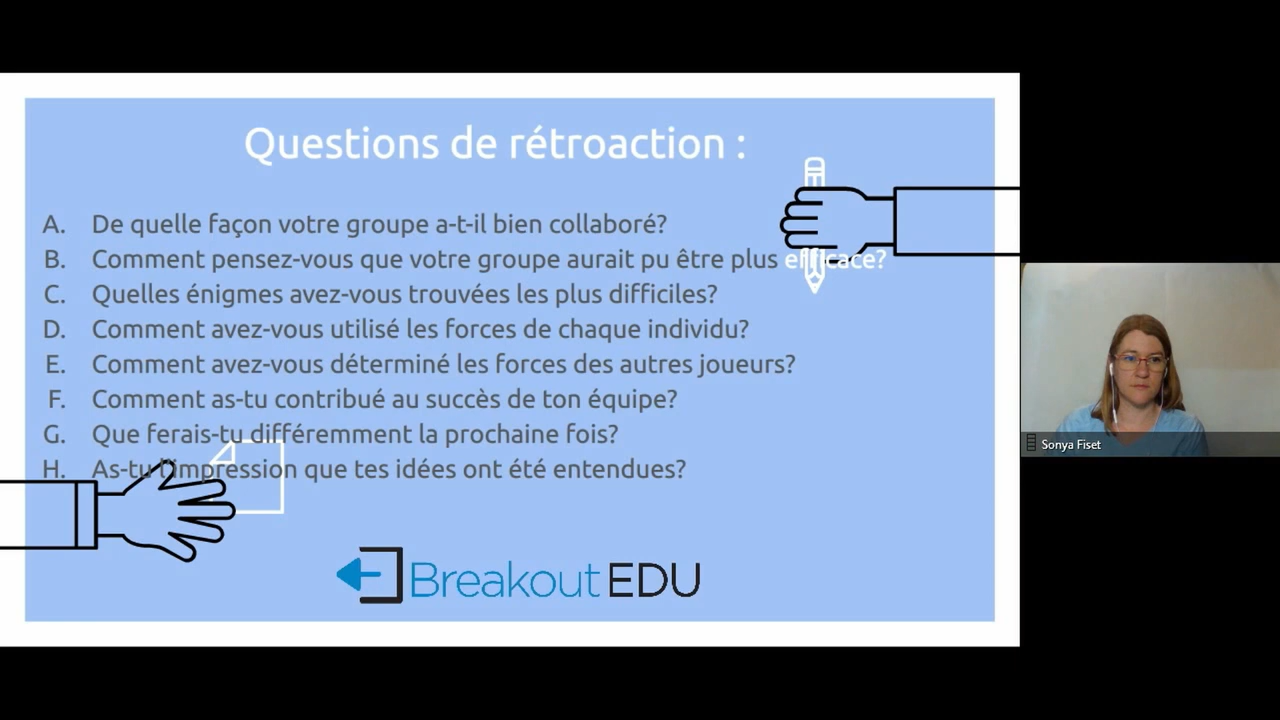 Questions de rétroaction :
A. De quelle façon votre groupe a-t-il bien collaboré?
B. Comment pensez-vous que votre groupe aurait pu être plus efficace?
C. Quelles énigmes avez-vous trouvées les plus difficiles?
D. Comment avez-vous utilisé les forces de chaque individu?
E. Comment avez-vous déterminé les forces des autres joueurs?
F. Comment as-tu contribué au succès de ton équipe?
G. Que ferais-tu différemment la prochaine fois?
H. As-tu l'impression que tes idées ont été entendues?
Breakout EDU
Sonya Fiset